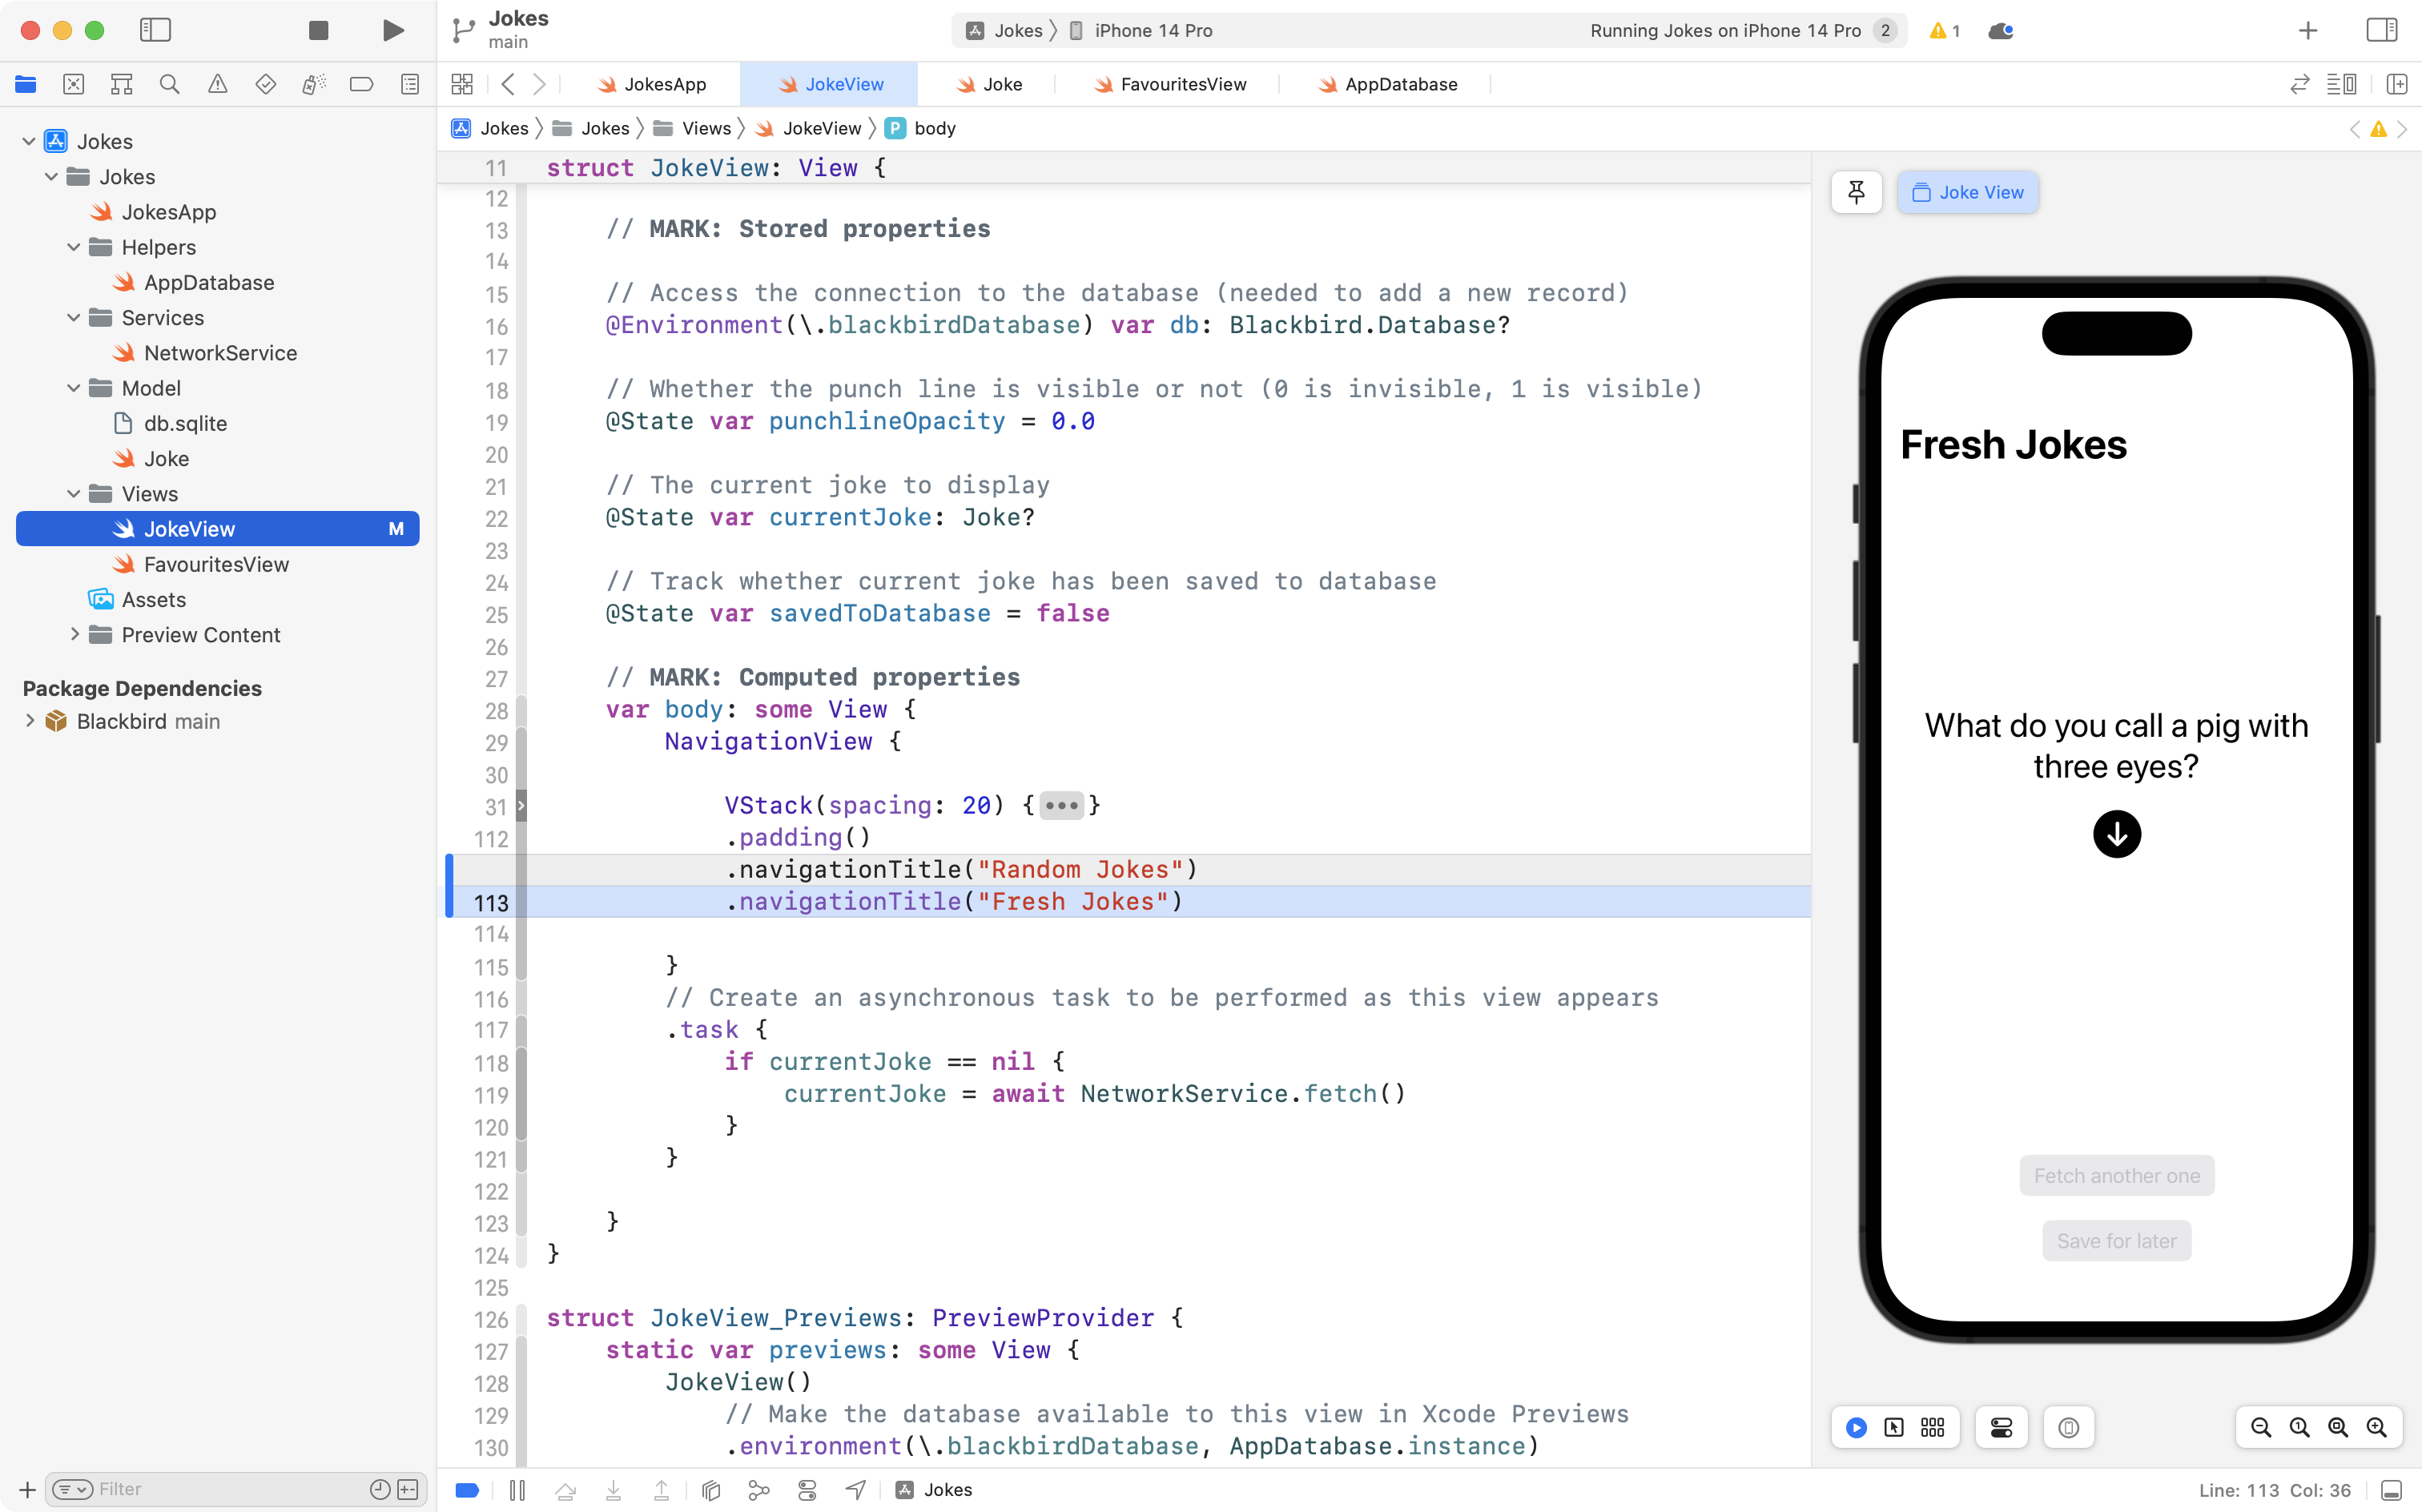 Jokes
main
Jokes
iPhone 14 Pro
Running Jokes on iPhone 14 Pro
2
1
JokesApp
JokeView
Joke
FavouritesView
AppDatabase
Jokes
Jokes
Views
JokeView
P
body
Jokes
Jokes
JokesApp
Helpers
AppDatabase
Services
NetworkService
Model
db.sqlite
Joke
Views
JokeView M
FavouritesView
Assets
Preview Content
Package Dependencies
Blackbird main
Filter
11 struct JokeView: View {
12
13 // MARK: Stored properties
14
15 // Access the connection to the database (needed to add a new record)
16 @Environment(\.blackbirdDatabase) var db: Blackbird.Database?
17
18 // Whether the punch line is visible or not (0 is invisible, 1 is visible)
19 @State var punchlineOpacity = 0.0
20
21 // The current joke to display
22 @State var currentJoke: Joke?
23
24 // Track whether current joke has been saved to database
25 @State var savedToDatabase = false
26
27 // MARK: Computed properties
28 var body: some View {
29 NavigationView {
30
31 VStack(spacing: 20) {•••}
112 .padding()
.navigationTitle("Random Jokes")
113 .navigationTitle("Fresh Jokes")
114
115 }
116 // Create an asynchronous task to be performed as this view appears
117 .task {
118 if currentJoke == nil {
119 currentJoke = await NetworkService.fetch()
120 }
121 }
122
123 }
124 }
125
126 struct JokeView_Previews: PreviewProvider {
127 static var previews: some View {
128 JokeView()
129 // Make the database available to this view in Xcode Previews
130 .environment(\.blackbirdDatabase, AppDatabase.instance)
Joke View
Fresh Jokes
What do you call a pig with
three eyes?
Fetch another one
Save for later
Jokes
Line: 113 Col: 36